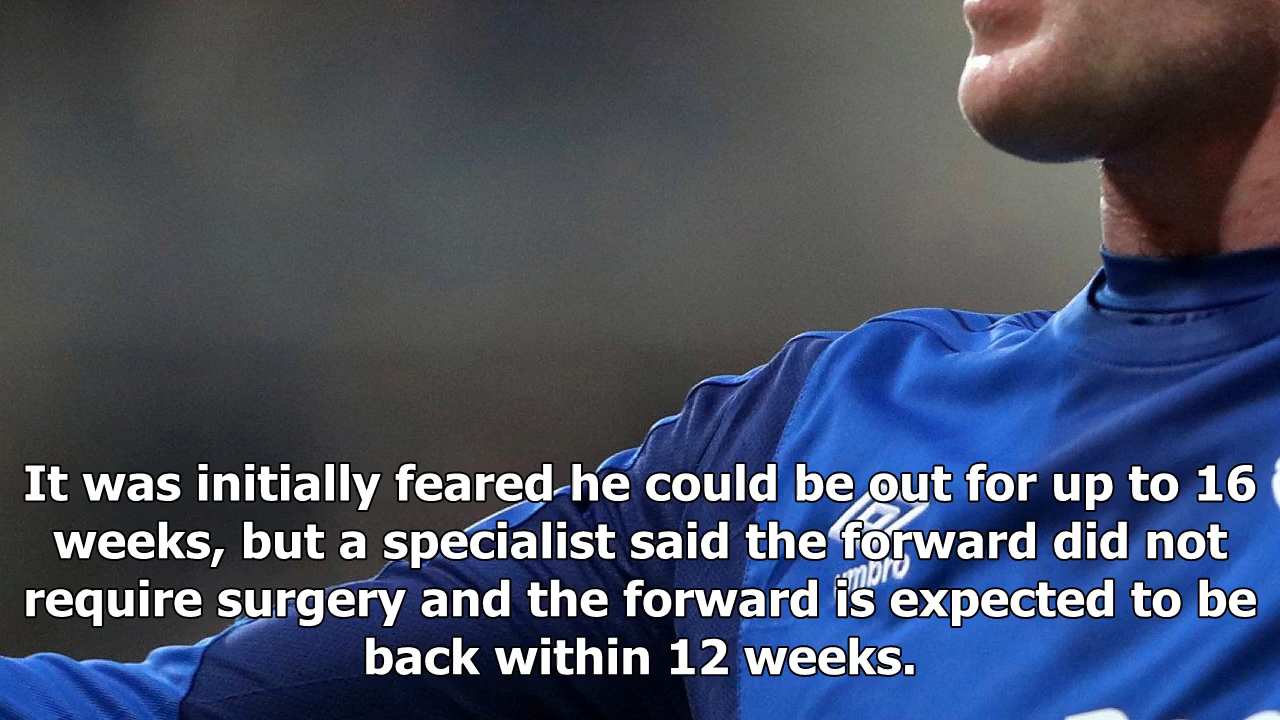 It was initially feared he could be out for up to 16
weeks, but a specialist said the forward did not
require surgery and the forward is expected to be
back within 12 weeks.
umbro